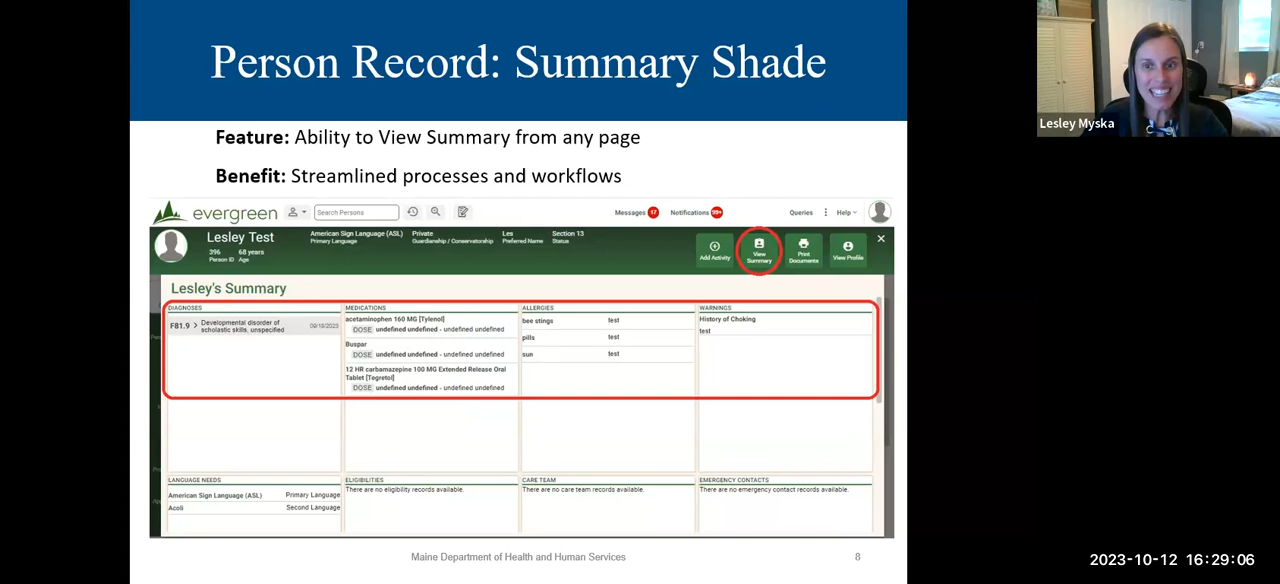 Person Record: Summary Shade
Feature: Ability to View Summary from any page
Benefit: Streamlined processes and workflows
evergreen
Search Persons
Messages 17 Notifications 99+ Queries Help
Lesley Test
396 68 years
Person ID Age
American Sign Language (ASL) Private Les Section 13
Primary Language Guardianship / Conservatorship Preferred Name Status
Add Activity
View Summary
Print Documents
View Profile
Lesley's Summary
DIAGNOSES
F81.9 Developmental disorder of 09/18/2023
scholastic skills, unspecified
MEDICATIONS
acetaminophen 160 MG [Tylenol]
DOSE undefined undefined - undefined undefined
Buspar
DOSE undefined undefined - undefined undefined
12 HR carbamazepine 100 MG Extended Release Oral
Tablet [Tegretol]
DOSE undefined undefined - undefined undefined
ALLERGIES
bee stings test
pills test
sun test
WARNINGS
History of Choking
test
LANGUAGE NEEDS
American Sign Language (ASL) Primary Language
Acoli Second Language
ELIGIBILITIES
There are no eligibility records available.
CARE TEAM
There are no care team records available.
EMERGENCY CONTACTS
There are no emergency contact records available.
Maine Department of Health and Human Services 8
Lesley Myska
2023-10-12 16:29:06